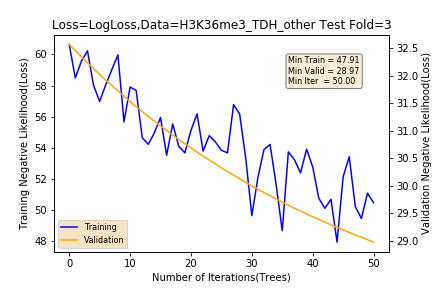 Loss=LogLoss,Data=H3K36me3_TDH_other Test Fold=3
Training Negative Likelihood(Loss)
60
58
56
54
52
50
48
Min Train = 47.91
Min Valid = 28.97
Min Iter = 50.00
Training
Validation
32.5
32.0
31.5
31.0
30.5
30.0
29.5
29.0
Validation Negative Likelihood(Loss)
0 10 20 30 40 50
Number of Iterations(Trees)